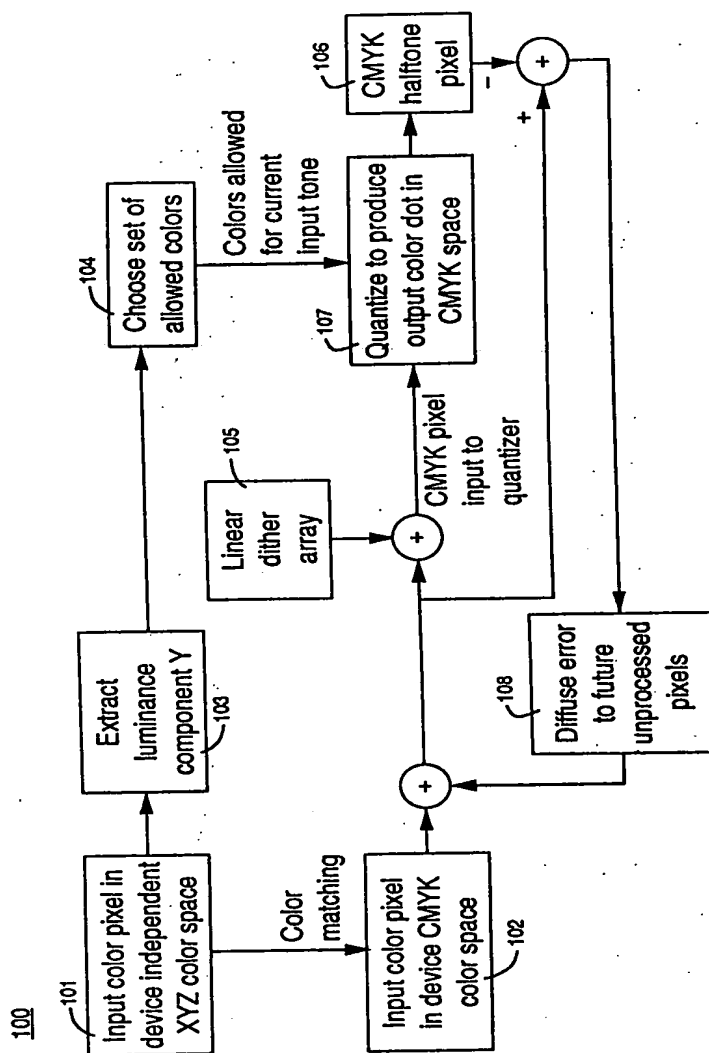 100
101
Input color pixel in
device independent
XYZ color space
Extract
luminance
component Y
103
104
Choose set of
allowed colors
Color
matching
Linear
dither
array
105
Colors allowed
for current
input tone
Input color pixel
in device CMYK
color space
102
+
+
CMYK pixel
input to
quantizer
107
Quantize to produce
output color dot in
CMYK space
106
CMYK
halftone
pixel
-
+
+
108
Diffuse error
to future
unprocessed
pixels